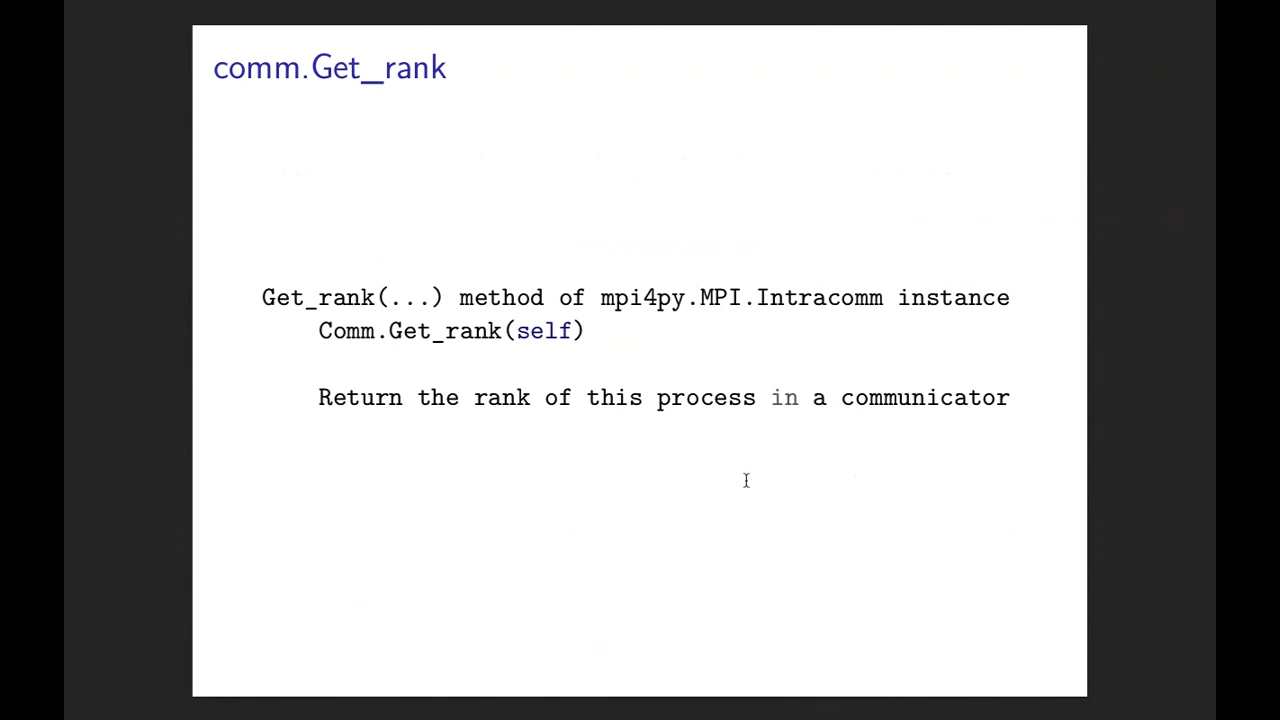 comm.Get_rank
Get_rank(...) method of mpi4py.MPI.Intracomm instance
Comm.Get_rank(self)
Return the rank of this process in a communicator